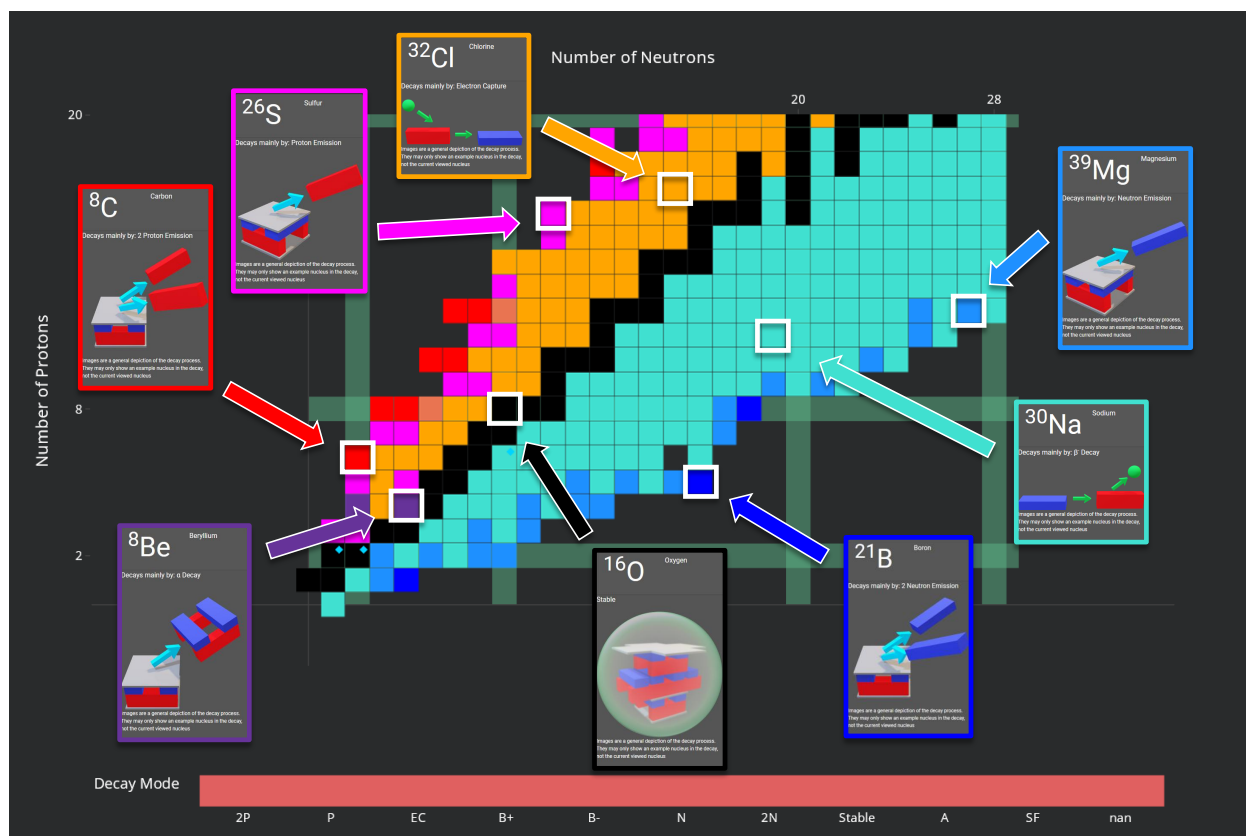 Number of Neutrons
20
28
20
8
2
Number of Protons
32Cl
Chlorine
Decays mainly by: Electron Capture
Images are a general depiction of the decay process.
They may only show an example nucleus in the decay,
not the current viewed nucleus
26S
Sulfur
Decays mainly by: Proton Emission
Images are a general depiction of the decay process.
They may only show an example nucleus in the decay,
not the current viewed nucleus
8C
Carbon
Decays mainly by: 2 Proton Emission
Images are a general depiction of the decay process.
They may only show an example nucleus in the decay,
not the current viewed nucleus
39Mg
Magnesium
Decays mainly by: Neutron Emission
Images are a general depiction of the decay process.
They may only show an example nucleus in the decay,
not the current viewed nucleus
30Na
Sodium
Decays mainly by: β- Decay
Images are a general depiction of the decay process.
They may only show an example nucleus in the decay,
not the current viewed nucleus
8Be
Beryllium
Decays mainly by: α Decay
Images are a general depiction of the decay process.
They may only show an example nucleus in the decay,
not the current viewed nucleus
16O
Oxygen
Stable
Images are a general depiction of the decay process.
They may only show an example nucleus in the decay,
not the current viewed nucleus
21B
Boron
Decays mainly by: 2 Neutron Emission
Images are a general depiction of the decay process.
They may only show an example nucleus in the decay,
not the current viewed nucleus
Decay Mode
2P P EC B+ B- N 2N Stable A SF nan